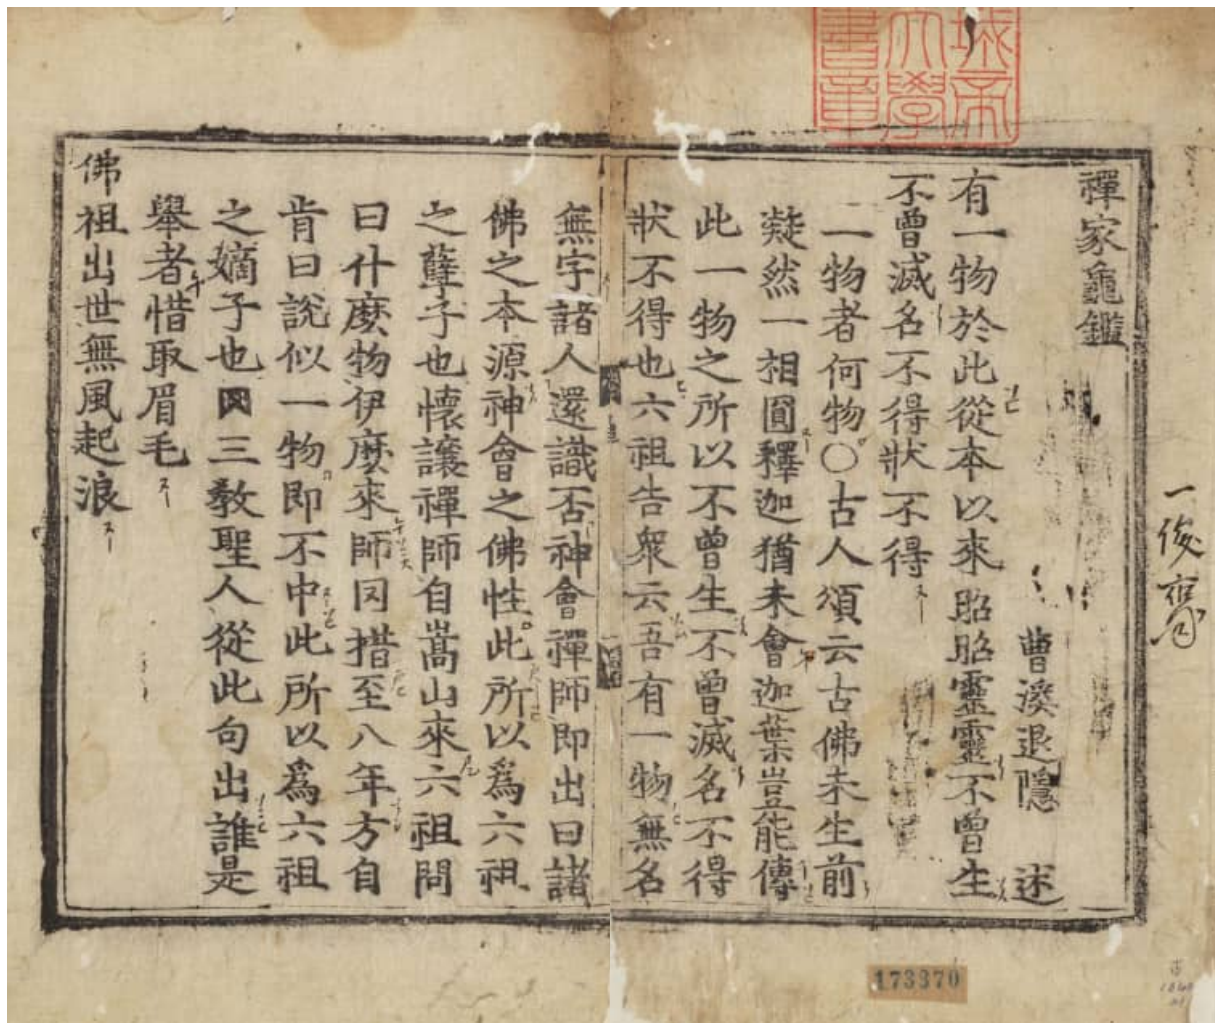 禪家龜鑑
曹溪退隱 述
有一物於此從本以來昭昭靈靈不曾生
不曾滅名不得狀不得
一物者何物○古人頌云古佛未生前
凝然一相圓釋迦猶未會迦葉豈能傳
此一物之所以不曾生不曾滅名不得
狀不得也六祖告衆云吾有一物無名
無字諸人還識否神會禪師即出曰諸
佛之本源神會之佛性此所以爲六祖
之孽子也懷讓禪師自嵩山來六祖問
曰什麽物伊麽來師罔措至八年方自
肯曰說似一物即不中此所以爲六祖
之嫡子也 三教聖人從此句出誰是
舉者惜取眉毛
佛祖出世無風起浪
173370